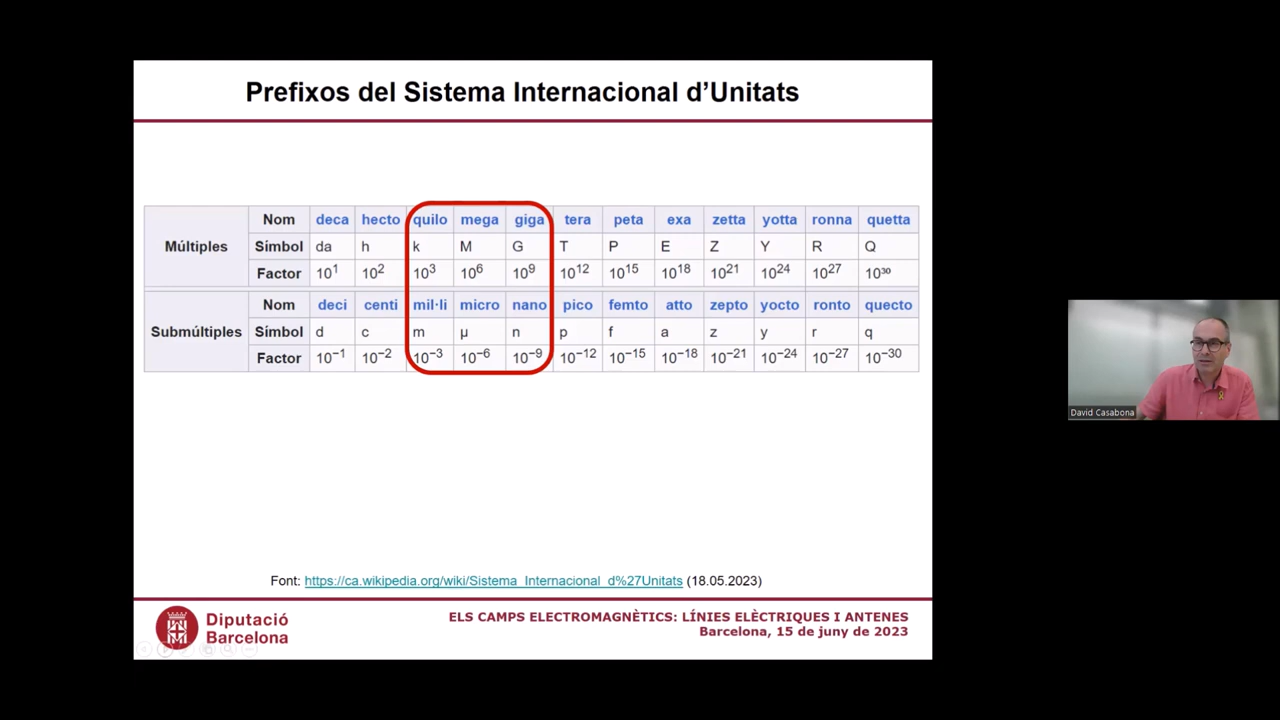 Prefixos del Sistema Internacional d’Unitats
Múltiples
Nom deca hecto quilo mega giga tera peta exa zetta yotta ronna quetta
Símbol da h k M G T P E Z Y R Q
Factor 10¹ 10² 10³ 10⁶ 10⁹ 10¹² 10¹⁵ 10¹⁸ 10²¹ 10²⁴ 10²⁷ 10³⁰
Submúltiples
Nom deci centi mil·li micro nano pico femto atto zepto yocto ronto quecto
Símbol d c m µ n p f a z y r q
Factor 10⁻¹ 10⁻² 10⁻³ 10⁻⁶ 10⁻⁹ 10⁻¹² 10⁻¹⁵ 10⁻¹⁸ 10⁻²¹ 10⁻²⁴ 10⁻²⁷ 10⁻³⁰
David Casabona
Font: https://ca.wikipedia.org/wiki/Sistema_Internacional_d%27Unitats (18.05.2023)
Diputació
Barcelona
ELS CAMPS ELECTROMAGNÈTICS: LÍNIES ELÈCTRIQUES I ANTENES
Barcelona, 15 de juny de 2023